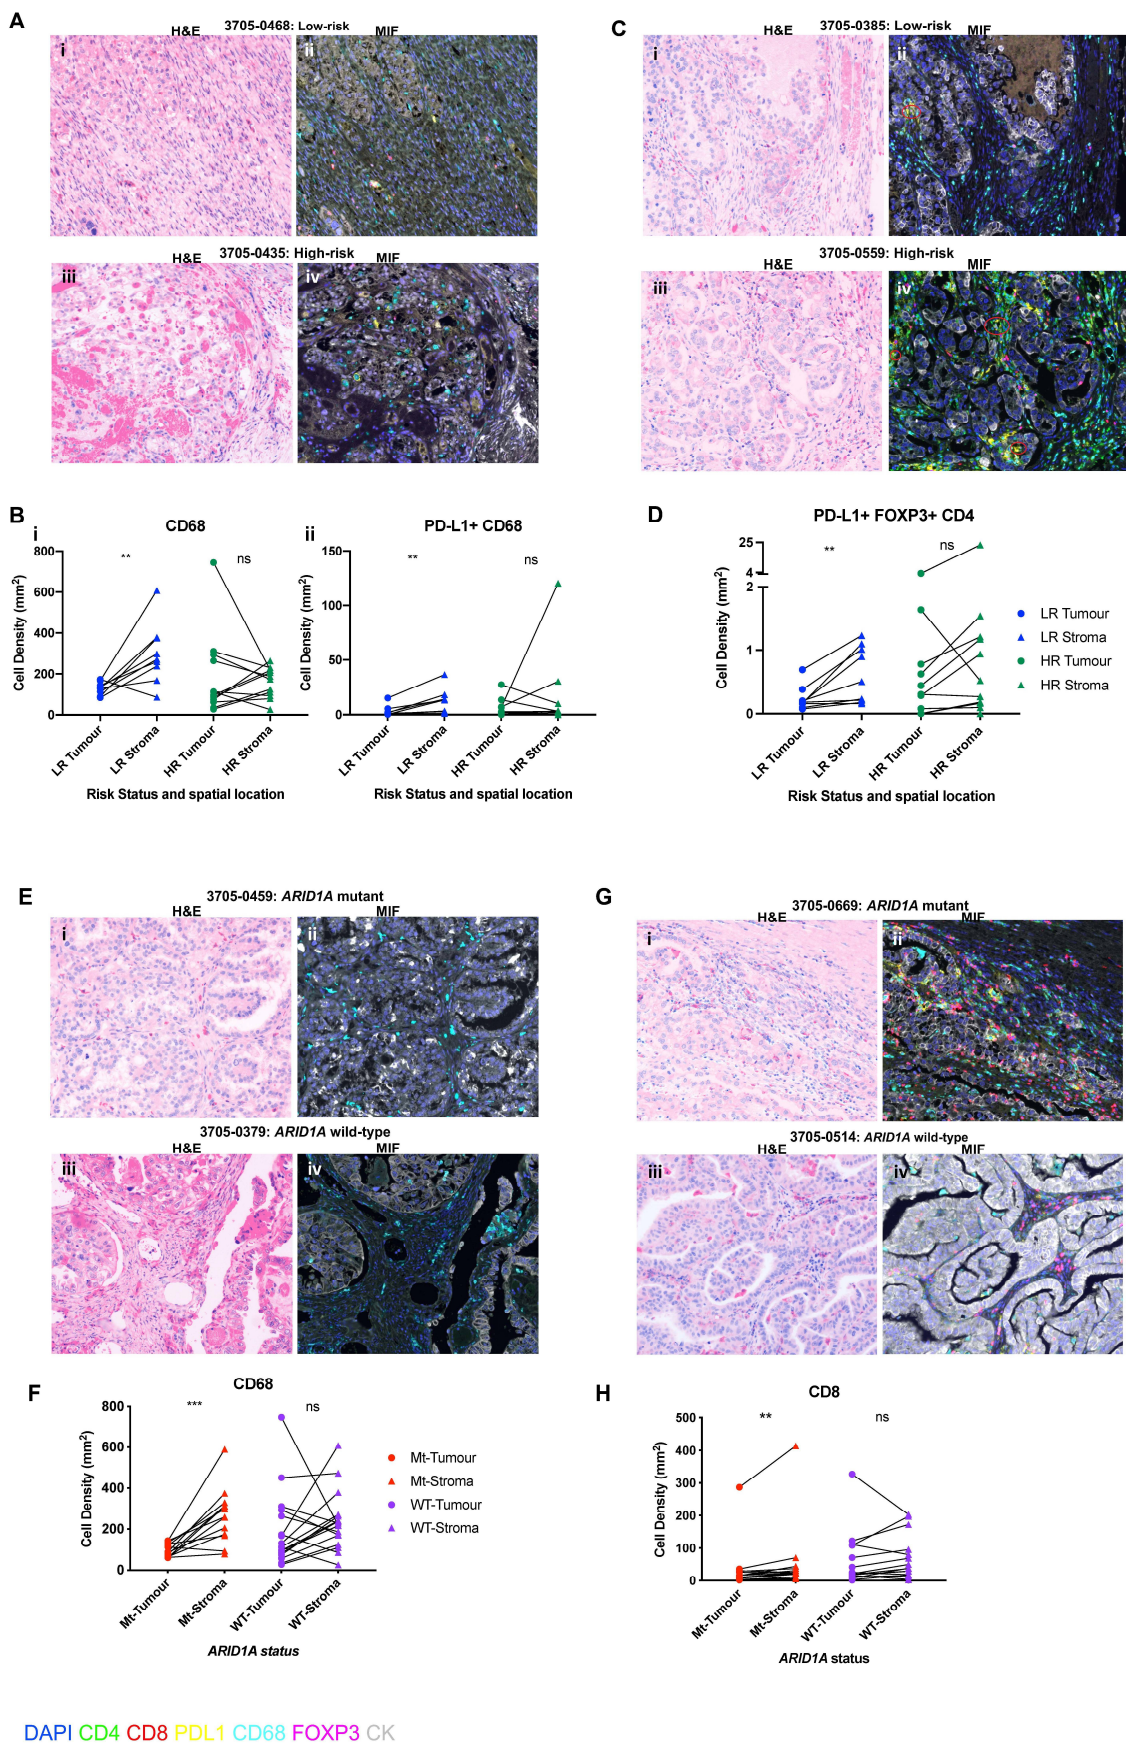 A
3705-0468: Low-risk
H&E
MIF
i
ii
3705-0435: High-risk
H&E
MIF
iii
iv
C
3705-0385: Low-risk
H&E
MIF
i
ii
3705-0559: High-risk
H&E
MIF
iii
iv
B
i
CD68
Cell Density (mm2)
800
600
400
200
0
**
ns
LR Tumour
LR Stroma
HR Tumour
HR Stroma
Risk Status and spatial location
ii
PD-L1+ CD68
Cell Density (mm2)
150
100
50
0
**
ns
LR Tumour
LR Stroma
HR Tumour
HR Stroma
Risk Status and spatial location
D
PD-L1+ FOXP3+ CD4
Cell Density (mm2)
25
4
2
1
0
**
ns
LR Tumour
LR Stroma
HR Tumour
HR Stroma
Risk Status and spatial location
LR Tumour
LR Stroma
HR Tumour
HR Stroma
E
3705-0459: ARID1A mutant
H&E
MIF
i
ii
3705-0379: ARID1A wild-type
H&E
MIF
iii
iv
G
3705-0669: ARID1A mutant
H&E
MIF
i
ii
3705-0514: ARID1A wild-type
H&E
MIF
iii
iv
F
CD68
Cell Density (mm2)
800
600
400
200
0
***
ns
Mt-Tumour
Mt-Stroma
WT-Tumour
WT-Stroma
ARID1A status
Mt-Tumour
Mt-Stroma
WT-Tumour
WT-Stroma
H
CD8
Cell Density (mm2)
500
400
300
200
100
0
**
ns
Mt-Tumour
Mt-Stroma
WT-Tumour
WT-Stroma
ARID1A status
DAPI CD4 CD8 PDL1 CD68 FOXP3 CK